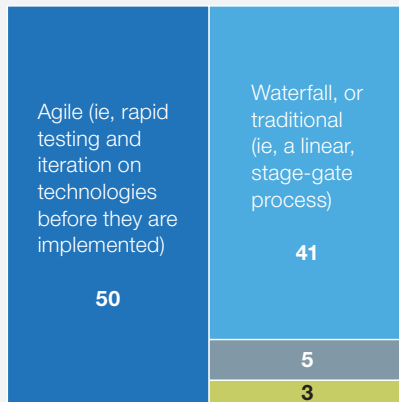 Agile (ie, rapid
testing and
iteration on
technologies
before they are
implemented)
50
Waterfall, or
traditional
(ie, a linear,
stage-gate
process)
41
5
3